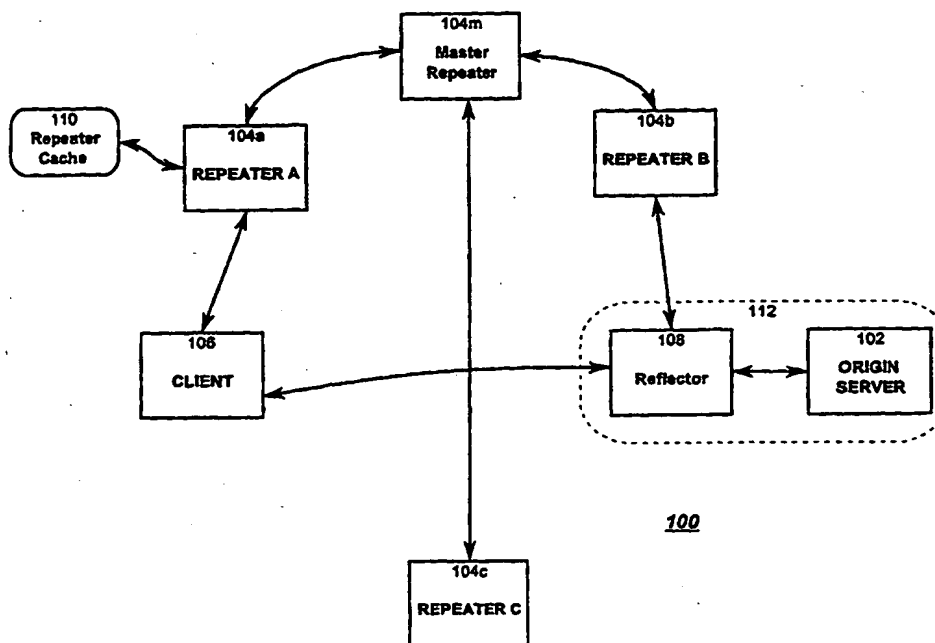 104m
Master
Repeater
110
Repeater
Cache
104a
REPEATER A
104b
REPEATER B
106
CLIENT
112
108
Reflector
102
ORIGIN
SERVER
100
104c
REPEATER C